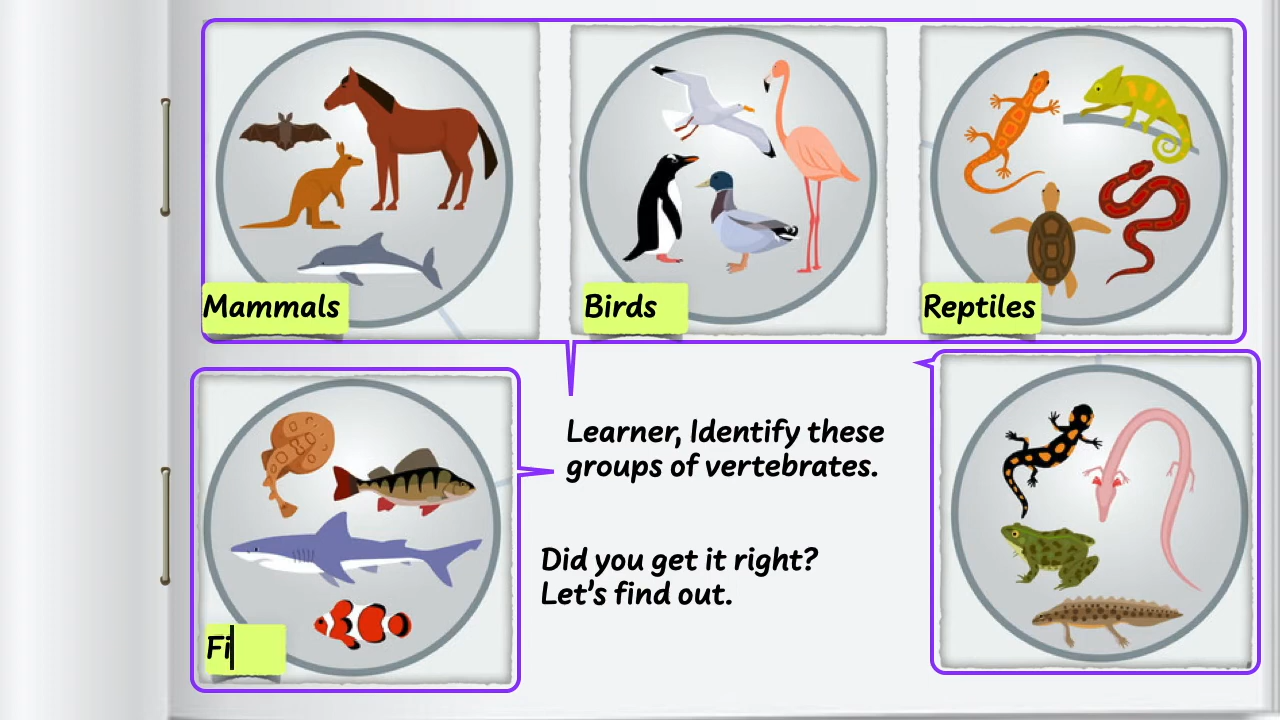 Mammals
Birds
Reptiles
Learner, Identify these
groups of vertebrates.
Did you get it right?
Let's find out.
Fi